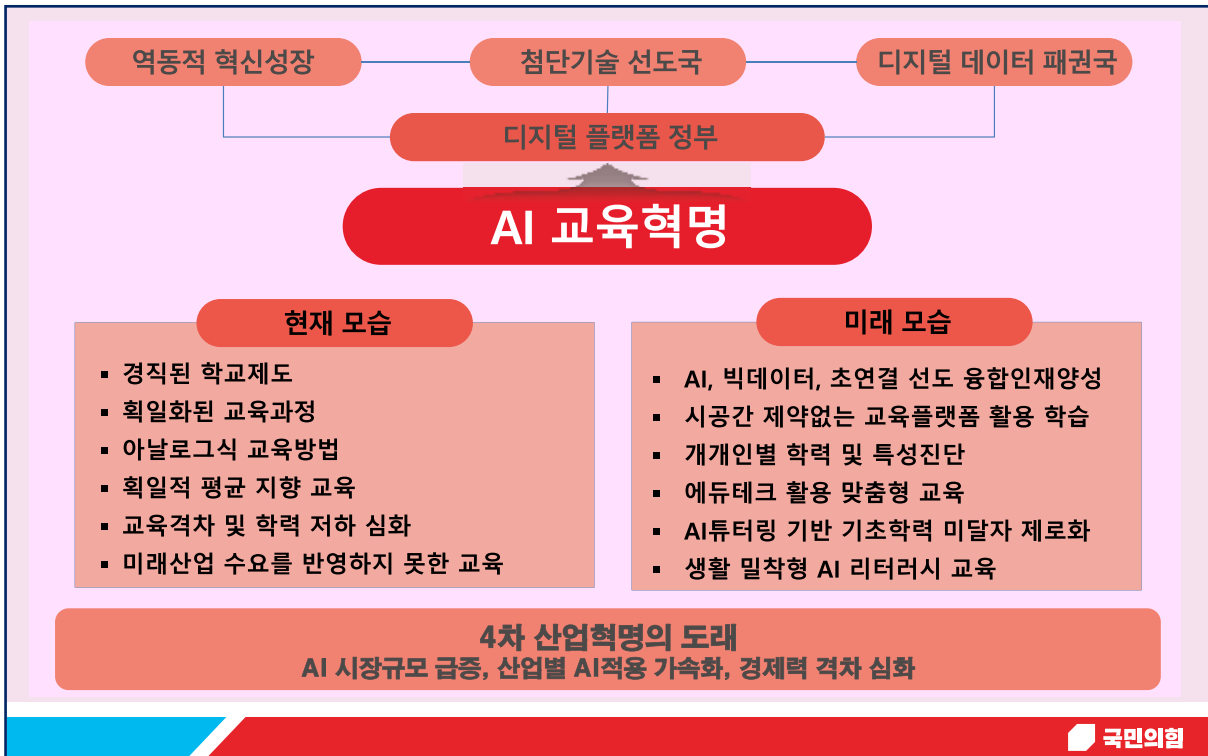 역동적 혁신성장
첨단기술 선도국
디지털 데이터 패권국
디지털 플랫폼 정부
AI 교육혁명
현재 모습
▪ 경직된 학교제도
▪ 획일화된 교육과정
▪ 아날로그식 교육방법
▪ 획일적 평균 지향 교육
▪ 교육격차 및 학력 저하 심화
▪ 미래산업 수요를 반영하지 못한 교육
미래 모습
▪ AI, 빅데이터, 초연결 선도 융합인재양성
▪ 시공간 제약없는 교육플랫폼 활용 학습
▪ 개개인별 학력 및 특성진단
▪ 에듀테크 활용 맞춤형 교육
▪ AI튜터링 기반 기초학력 미달자 제로화
▪ 생활 밀착형 AI 리터러시 교육
4차 산업혁명의 도래
AI 시장규모 급증, 산업별 AI적용 가속화, 경제력 격차 심화
국민의힘